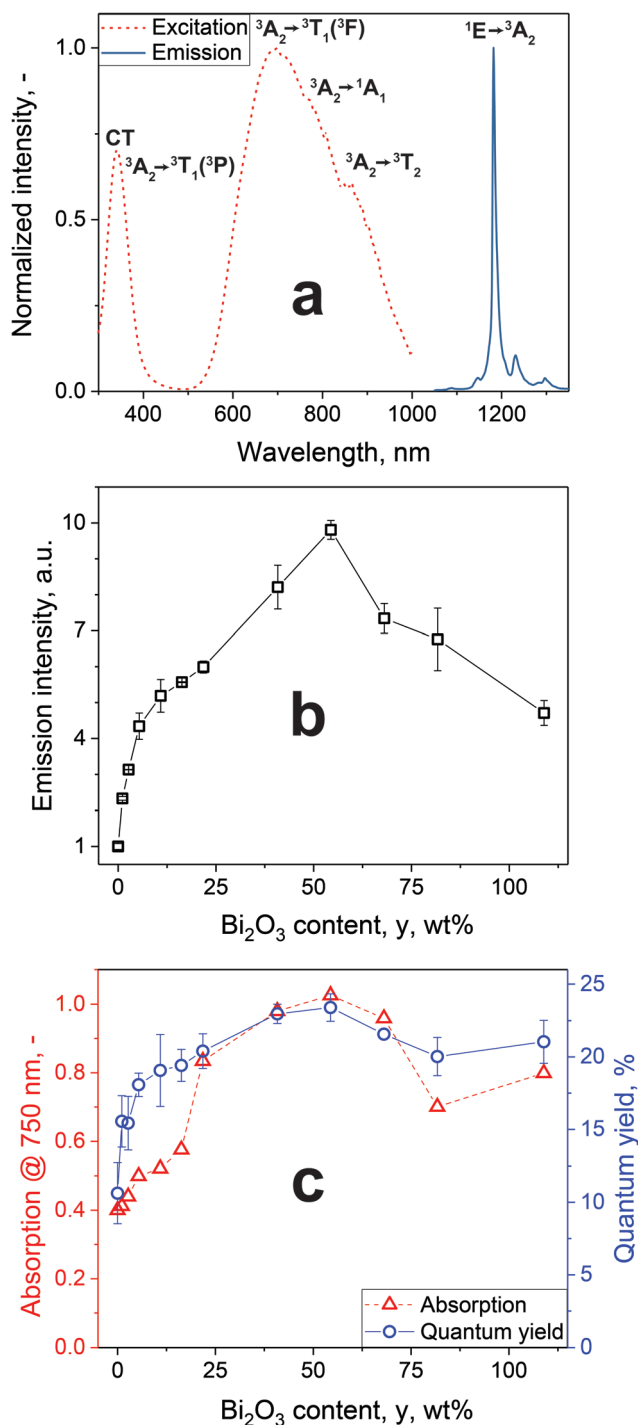 ³A₂→³T₁(³F)
Excitation
Emission
¹E→³A₂
³A₂→¹A₁
CT
³A₂→³T₁(³P)
³A₂→³T₂
1.0
0.5
0.0
Normalized intensity, -
a
400 600 800 1000 1200
Wavelength, nm
10
7
4
1
Emission intensity, a.u.
b
0 25 50 75 100
Bi₂O₃ content, y, wt%
1.0
0.8
0.6
0.4
0.2
0.0
Absorption @ 750 nm, -
c
25
20
15
10
5
0
Quantum yield, %
Absorption
Quantum yield
0 25 50 75 100
Bi₂O₃ content, y, wt%